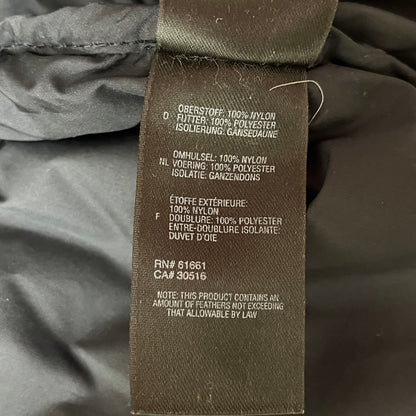 OBERSTOFF: 100% NYLON
D FUTTER: 100% POLYESTER
ISOLIERUNG: GÄNSEDAUNE
OMHULSEL: 100% NYLON
NL VOERING: 100% POLYESTER
ISOLATIE: GANZENDONS
ÉTOFFE EXTÉRIEURE:
100% NYLON
F DOUBLURE: 100% POLYESTER
ENTRE-DOUBLURE ISOLANTE:
DUVET D'OIE
RN# 81661
CA# 30516
NOTE: THIS PRODUCT CONTAINS AN
AMOUNT OF FEATHERS NOT EXCEEDING
THAT ALLOWABLE BY LAW